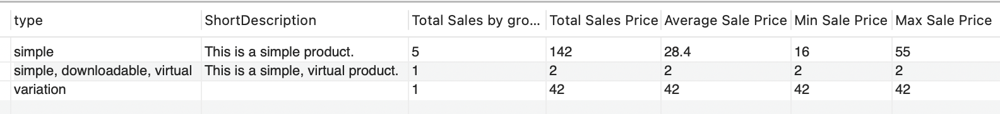 type ShortDescription Total Sales by gro... Total Sales Price Average Sale Price Min Sale Price Max Sale Price
simple This is a simple product. 5 142 28.4 16 55
simple, downloadable, virtual This is a simple, virtual product. 1 2 2 2 2
variation 1 42 42 42 42